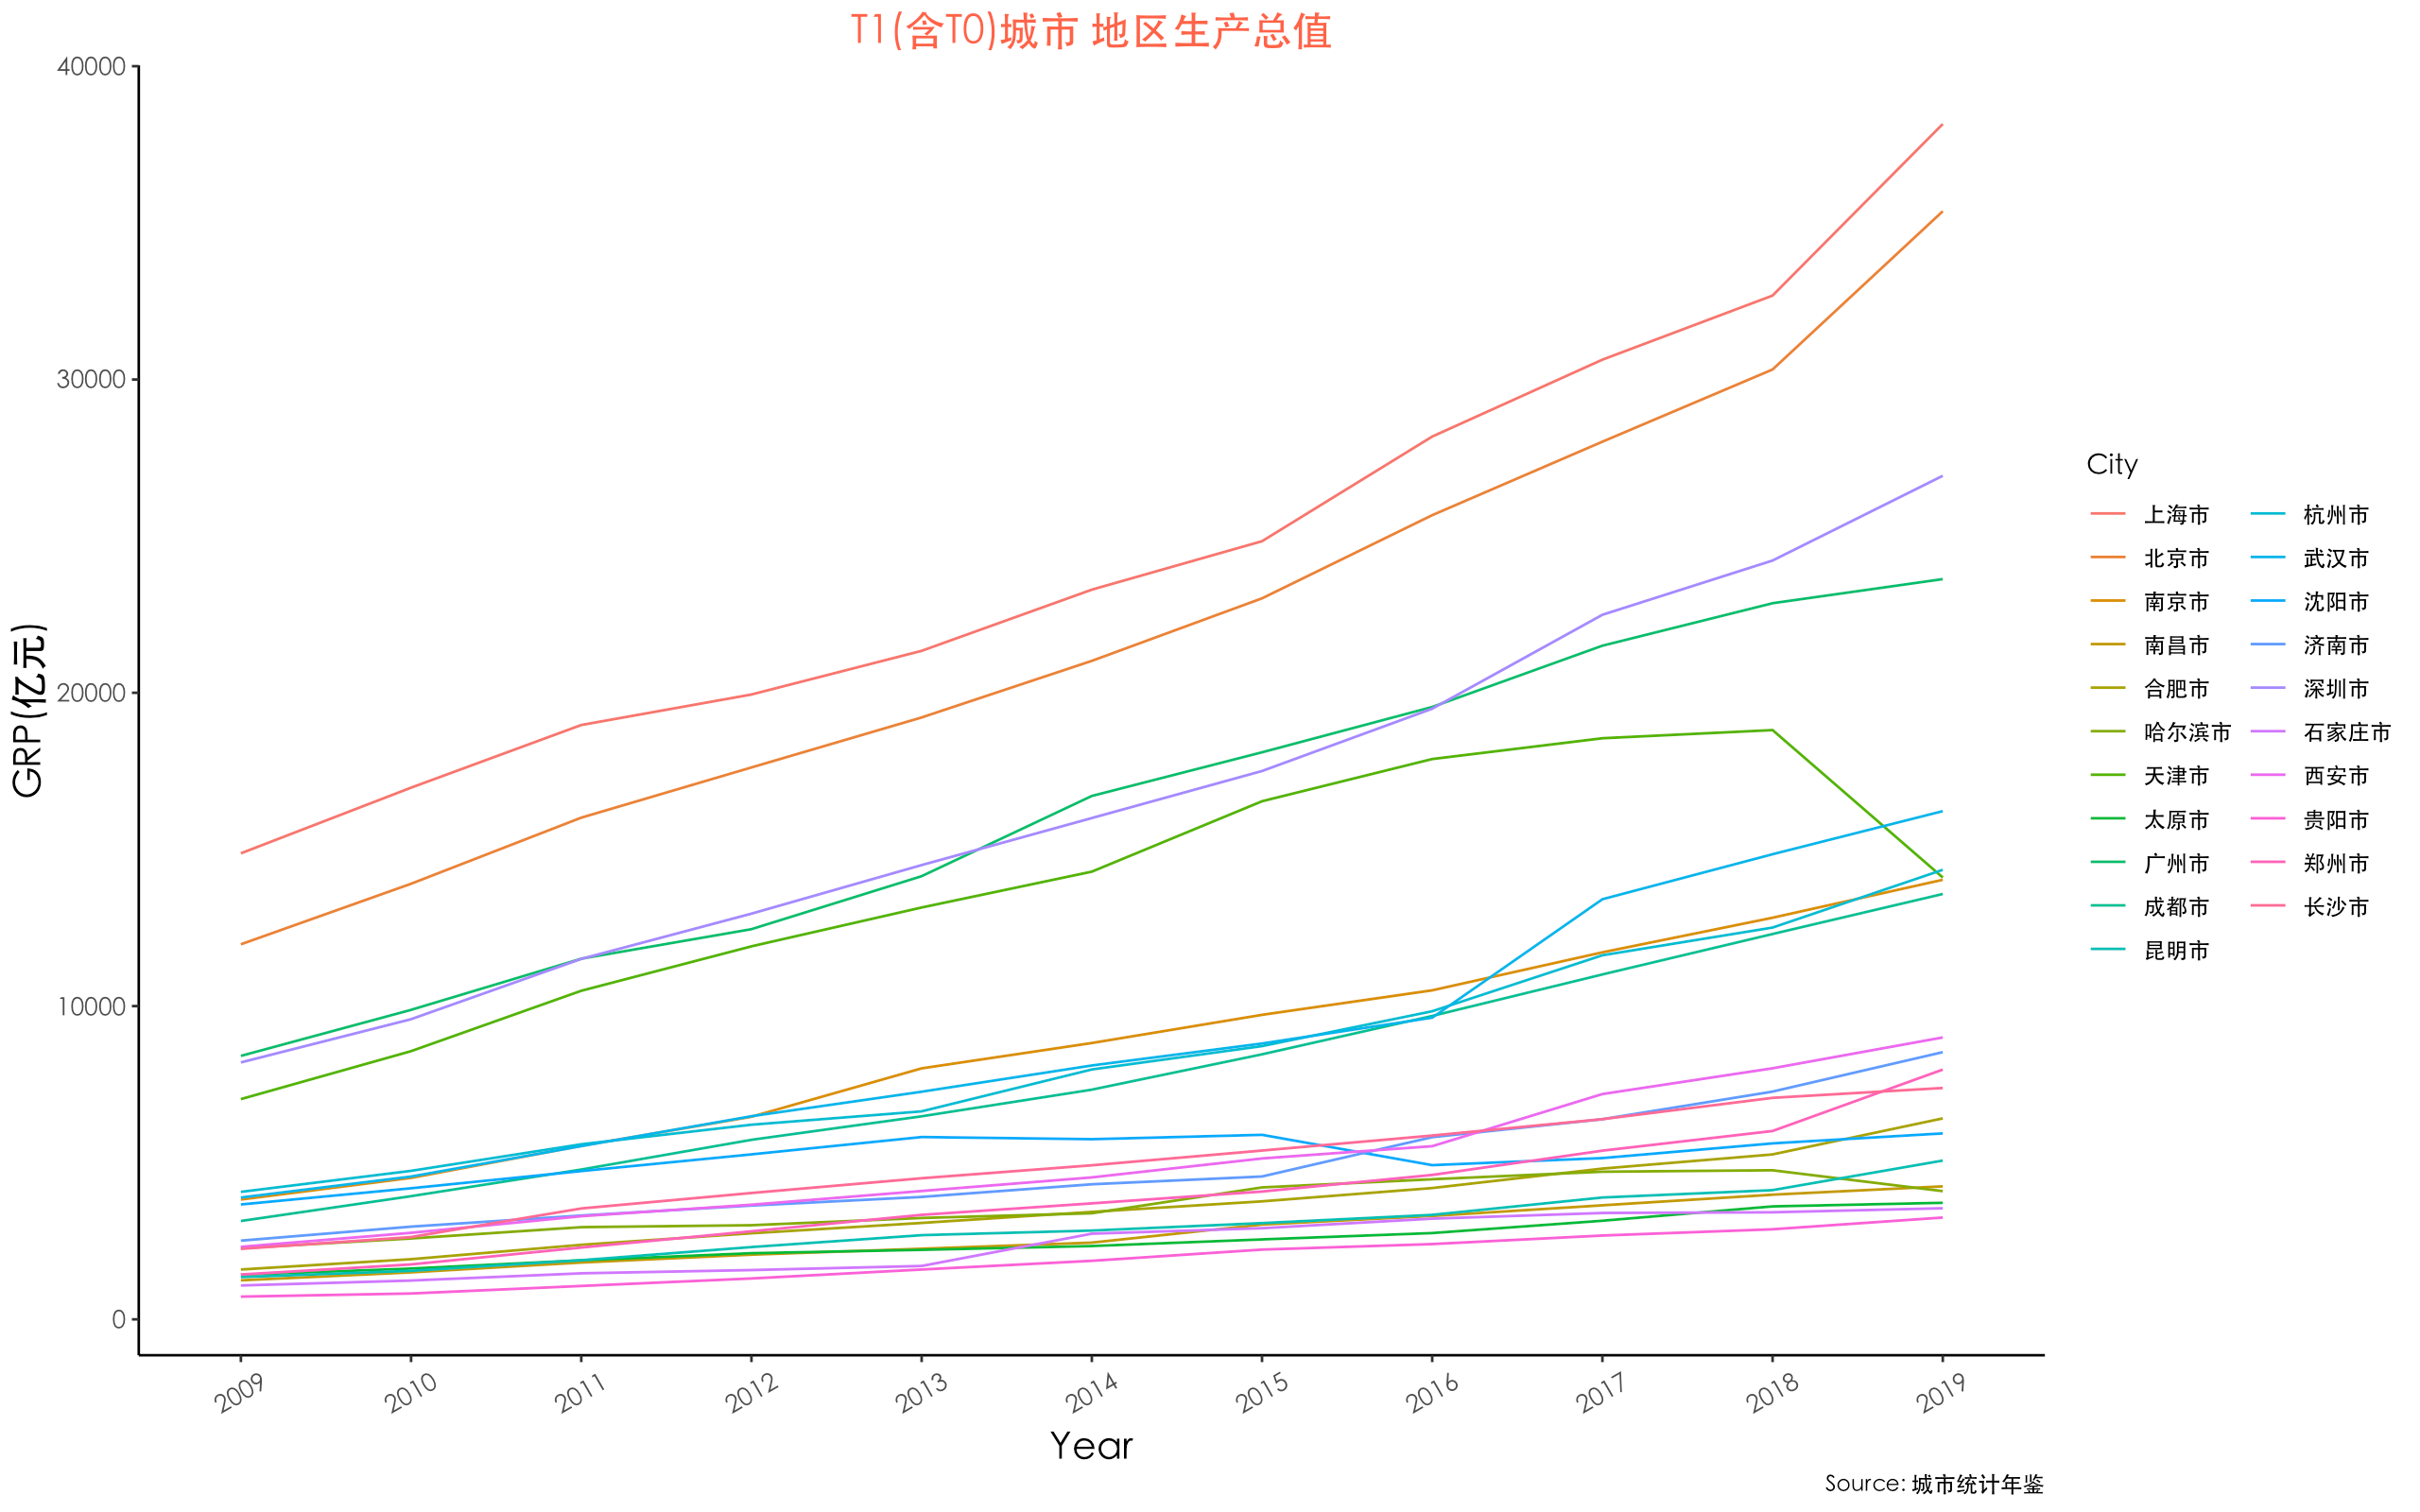 T1(含T0)城市 地区生产总值
GRP(亿元)
40000
30000
20000
10000
0
2009
2010
2011
2012
2013
2014
2015
2016
2017
2018
2019
Year
City
上海市
北京市
南京市
南昌市
合肥市
哈尔滨市
天津市
太原市
广州市
成都市
昆明市
杭州市
武汉市
沈阳市
济南市
深圳市
石家庄市
西安市
贵阳市
郑州市
长沙市
Source: 城市统计年鉴